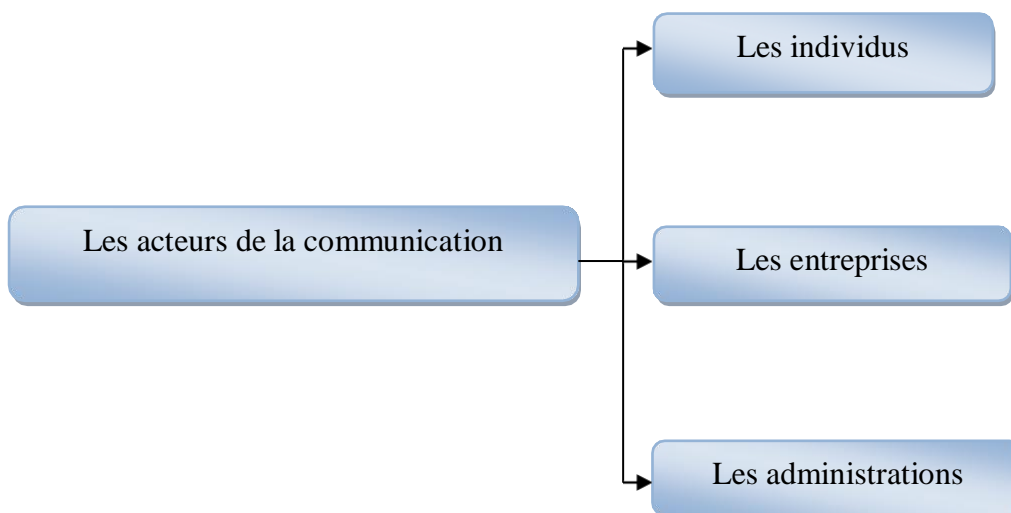 Les individus
Les acteurs de la communication
Les entreprises
Les administrations